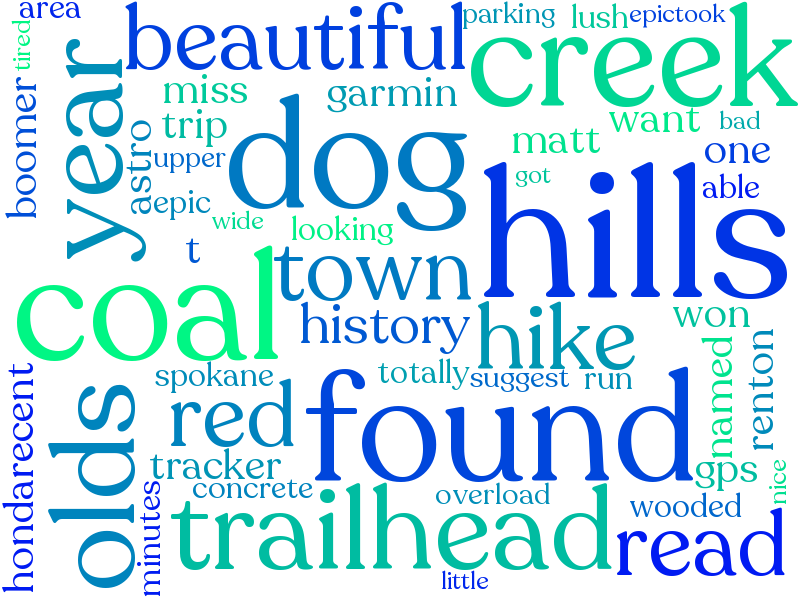 area
beautiful
parking
lush
epictook
creek
tired
year
miss
garmin
boomer
astro
trip
dog
want
matt
bad
one
upper
got
able
epic
hills
wide
looking
t
town
coal
history
hike
won
hondarecent
spokane
totally
suggest
run
named
renton
olds
red
found
tracker
gps
nice
concrete
minutes
overload
wooded
trailhead
read
little